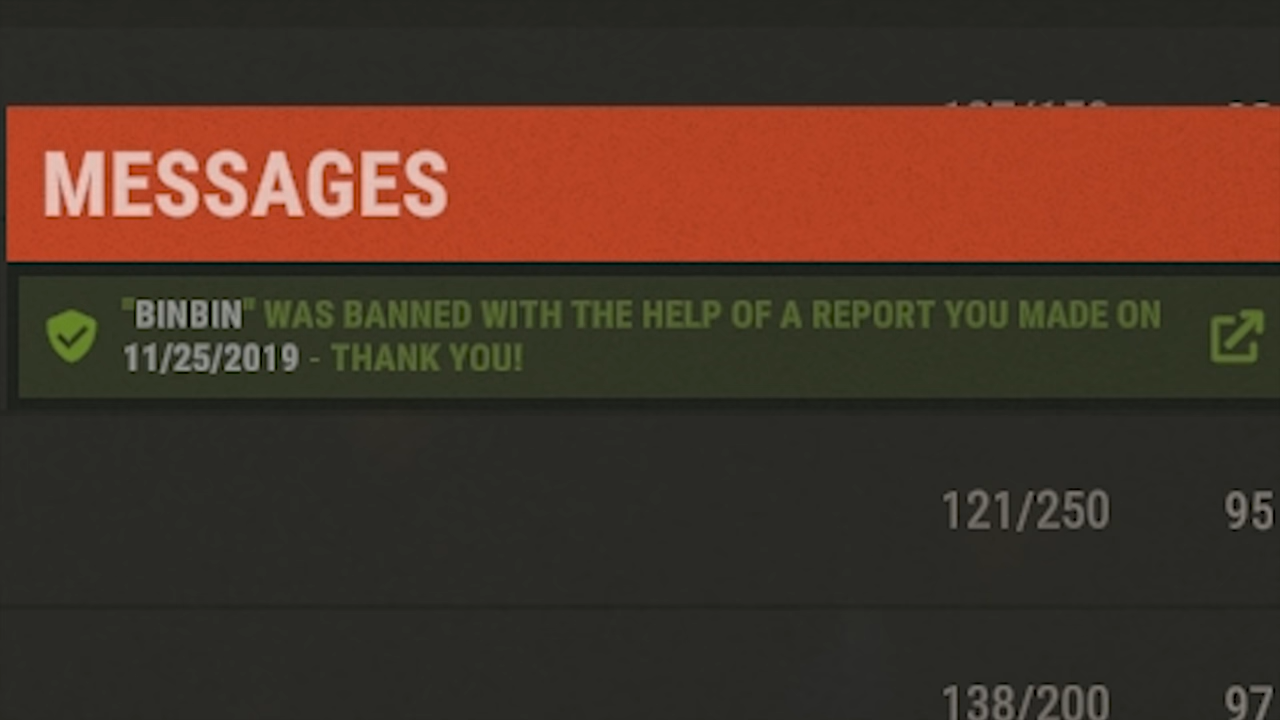 MESSAGES
"BINBIN" WAS BANNED WITH THE HELP OF A REPORT YOU MADE ON
11/25/2019 - THANK YOU!
121/250 95
138/200 97